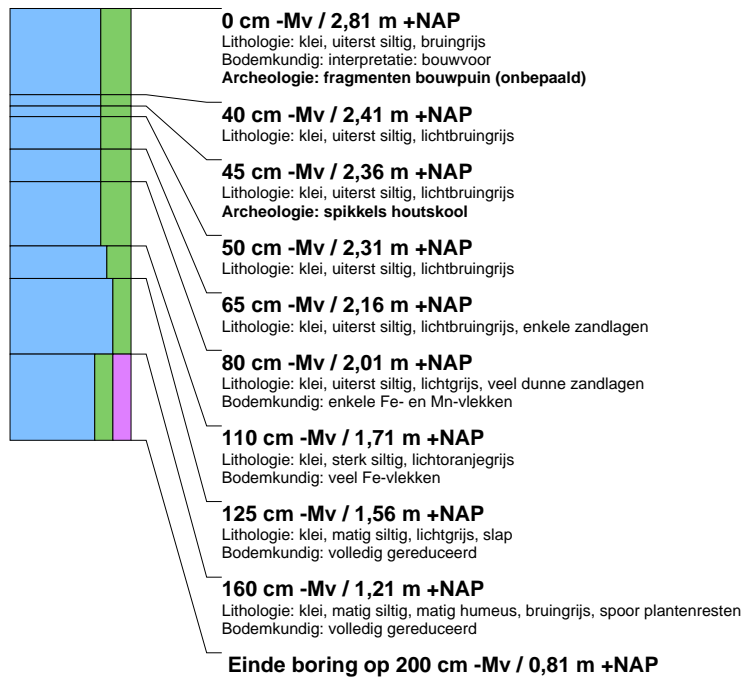 0 cm -Mv / 2,81 m +NAP
Lithologie: klei, uiterst siltig, bruingrijs
Bodemkundig: interpretatie: bouwvoor
Archeologie: fragmenten bouwpuin (onbepaald)
40 cm -Mv / 2,41 m +NAP
Lithologie: klei, uiterst siltig, lichtbruingrijs
45 cm -Mv / 2,36 m +NAP
Lithologie: klei, uiterst siltig, lichtbruingrijs
Archeologie: spikkels houtskool
50 cm -Mv / 2,31 m +NAP
Lithologie: klei, uiterst siltig, lichtbruingrijs
65 cm -Mv / 2,16 m +NAP
Lithologie: klei, uiterst siltig, lichtbruingrijs, enkele zandlagen
80 cm -Mv / 2,01 m +NAP
Lithologie: klei, uiterst siltig, lichtgrijs, veel dunne zandlagen
Bodemkundig: enkele Fe- en Mn-vlekken
110 cm -Mv / 1,71 m +NAP
Lithologie: klei, sterk siltig, lichtoranjegrijs
Bodemkundig: veel Fe-vlekken
125 cm -Mv / 1,56 m +NAP
Lithologie: klei, matig siltig, lichtgrijs, slap
Bodemkundig: volledig gereduceerd
160 cm -Mv / 1,21 m +NAP
Lithologie: klei, matig siltig, matig humeus, bruingrijs, spoor plantenresten
Bodemkundig: volledig gereduceerd
Einde boring op 200 cm -Mv / 0,81 m +NAP